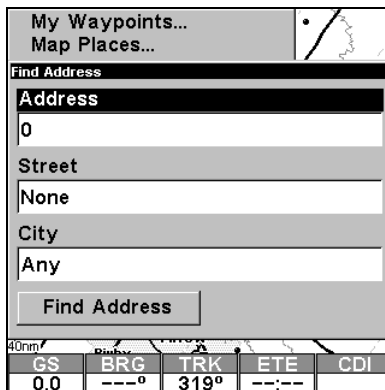 My Waypoints...
Map Places...
Find Address
Address
0
Street
None
City
Any
Find Address
40nm
GS BRG TRK ETE CDI
0.0 ---º 319º --:--